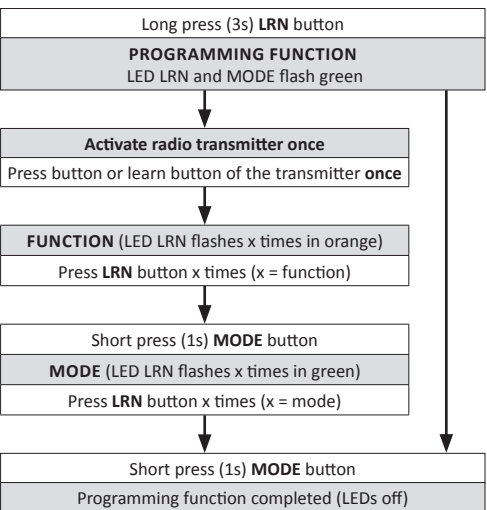 Long press (3s) LRN button
PROGRAMMING FUNCTION
LED LRN and MODE flash green
Activate radio transmitter once
Press button or learn button of the transmitter once
FUNCTION (LED LRN flashes x times in orange)
Press LRN button x times (x = function)
Short press (1s) MODE button
MODE (LED LRN flashes x times in green)
Press LRN button x times (x = mode)
Short press (1s) MODE button
Programming function completed (LEDs off)